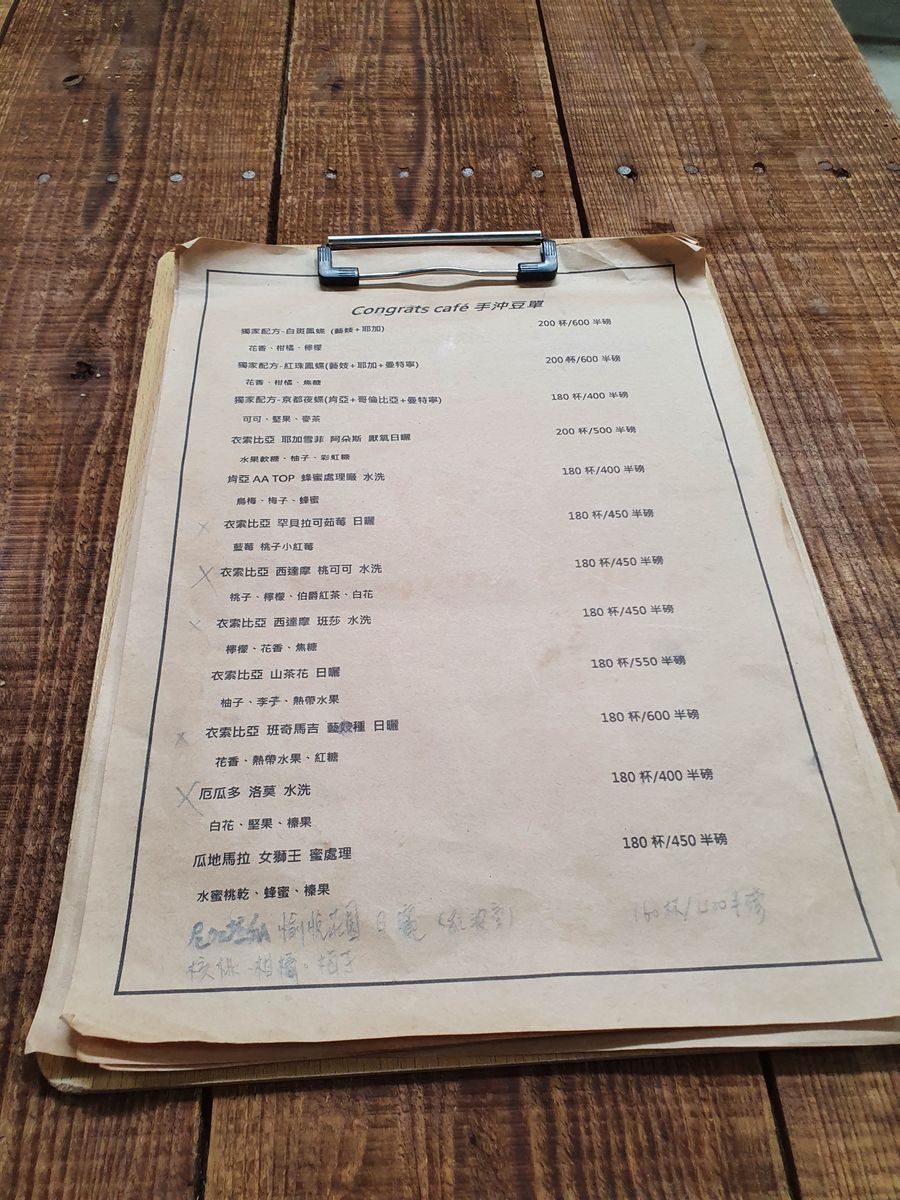 Congrats café 手沖豆單
獨家配方-白斑鳳蝶 (藝妓+耶加) 200 杯/600 半磅
花香、柑橘、檸檬
獨家配方-紅珠鳳蝶(藝妓+耶加+曼特寧) 200 杯/600 半磅
花香、柑橘、焦糖
獨家配方-京都夜蝶(肯亞+哥倫比亞+曼特寧) 180 杯/400 半磅
可可、堅果、麥茶
衣索比亞 耶加雪菲 阿朵斯 厭氧日曬 200 杯/500 半磅
水果軟糖、柚子、彩虹糖
肯亞 AA TOP 蜂蜜處理廠 水洗 180 杯/400 半磅
烏梅、梅子、蜂蜜
衣索比亞 罕貝拉可茹莓 日曬 180 杯/450 半磅
藍莓 桃子小紅莓
衣索比亞 西達摩 桃可可 水洗 180 杯/450 半磅
桃子、檸檬、伯爵紅茶、白花
衣索比亞 西達摩 班莎 水洗 180 杯/450 半磅
檸檬、花香、焦糖
衣索比亞 山茶花 日曬 180 杯/550 半磅
柚子、李子、熱帶水果
衣索比亞 班奇馬吉 藝妓種 日曬 180 杯/600 半磅
花香、熱帶水果、紅糖
厄瓜多 洛莫 水洗 180 杯/400 半磅
白花、堅果、榛果
瓜地馬拉 女獅王 蜜處理 180 杯/450 半磅
水蜜桃乾、蜂蜜、榛果
愉悅花園 日曬 160杯/400半磅
核桃、柑橘、